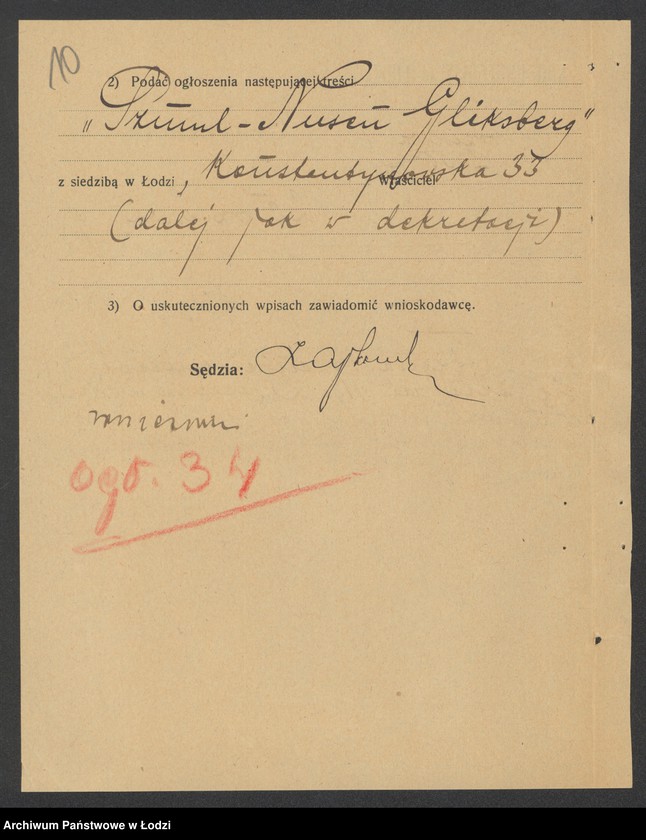 10
2) Podać ogłoszenia następującej treści
„Szuml-Nusen Gliksberg”
z siedzibą w Łodzi, Konstantynowska 33 właściciel
(dalej jak w dekretacji)
3) O uskutecznionych wpisach zawiadomić wnioskodawcę.
Sędzia:
ogł. 34
Archiwum Państwowe w Łodzi